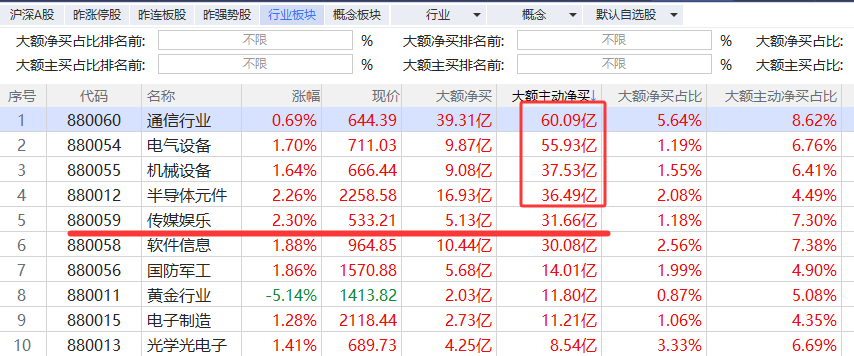 沪深A股 昨涨停股 昨连板股 昨强势股 行业板块 概念板块 行业 概念 默认自选股
大额净买占比排名前: 不限 % 大额净买排名前: 不限 % 大额净买占比:
大额主买占比排名前: 不限 % 大额主买排名前: 不限 % 大额主买占比:
序号 代码 名称 涨幅 现价 大额净买 大额主动净买↓ 大额净买占比 大额主动净买占比
1 880060 通信行业 0.69% 644.39 39.31亿 60.09亿 5.64% 8.62%
2 880054 电气设备 1.70% 711.03 9.87亿 55.93亿 1.19% 6.76%
3 880055 机械设备 1.64% 666.44 9.08亿 37.53亿 1.55% 6.41%
4 880012 半导体元件 2.26% 2258.58 16.93亿 36.49亿 2.08% 4.49%
5 880059 传媒娱乐 2.30% 533.21 5.13亿 31.66亿 1.18% 7.30%
6 880058 软件信息 1.88% 964.85 10.44亿 30.08亿 2.56% 7.38%
7 880056 国防军工 1.86% 1570.88 5.68亿 14.01亿 1.99% 4.90%
8 880011 黄金行业 -5.14% 1413.82 2.03亿 11.80亿 0.87% 5.08%
9 880015 电子制造 1.28% 2118.44 2.73亿 11.21亿 1.06% 4.35%
10 880013 光学光电子 1.41% 689.73 4.25亿 8.54亿 3.33% 6.69%